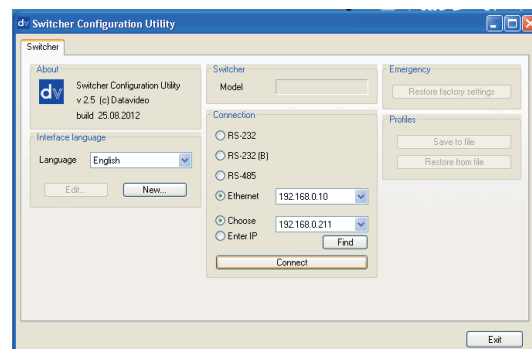 dv Switcher Configuration Utility
Switcher
About
dv
Switcher Configuration Utility
v 2.5 (c) Datavideo
build 25.08.2012
Interface language
Language English
Edit... New...
Switcher
Model
Connection
RS-232
RS-232 (B)
RS-485
Ethernet 192.168.0.10
Choose 192.168.0.211
Enter IP
Find
Connect
Emergency
Restore factory settings
Profiles
Save to file
Restore from file
Exit